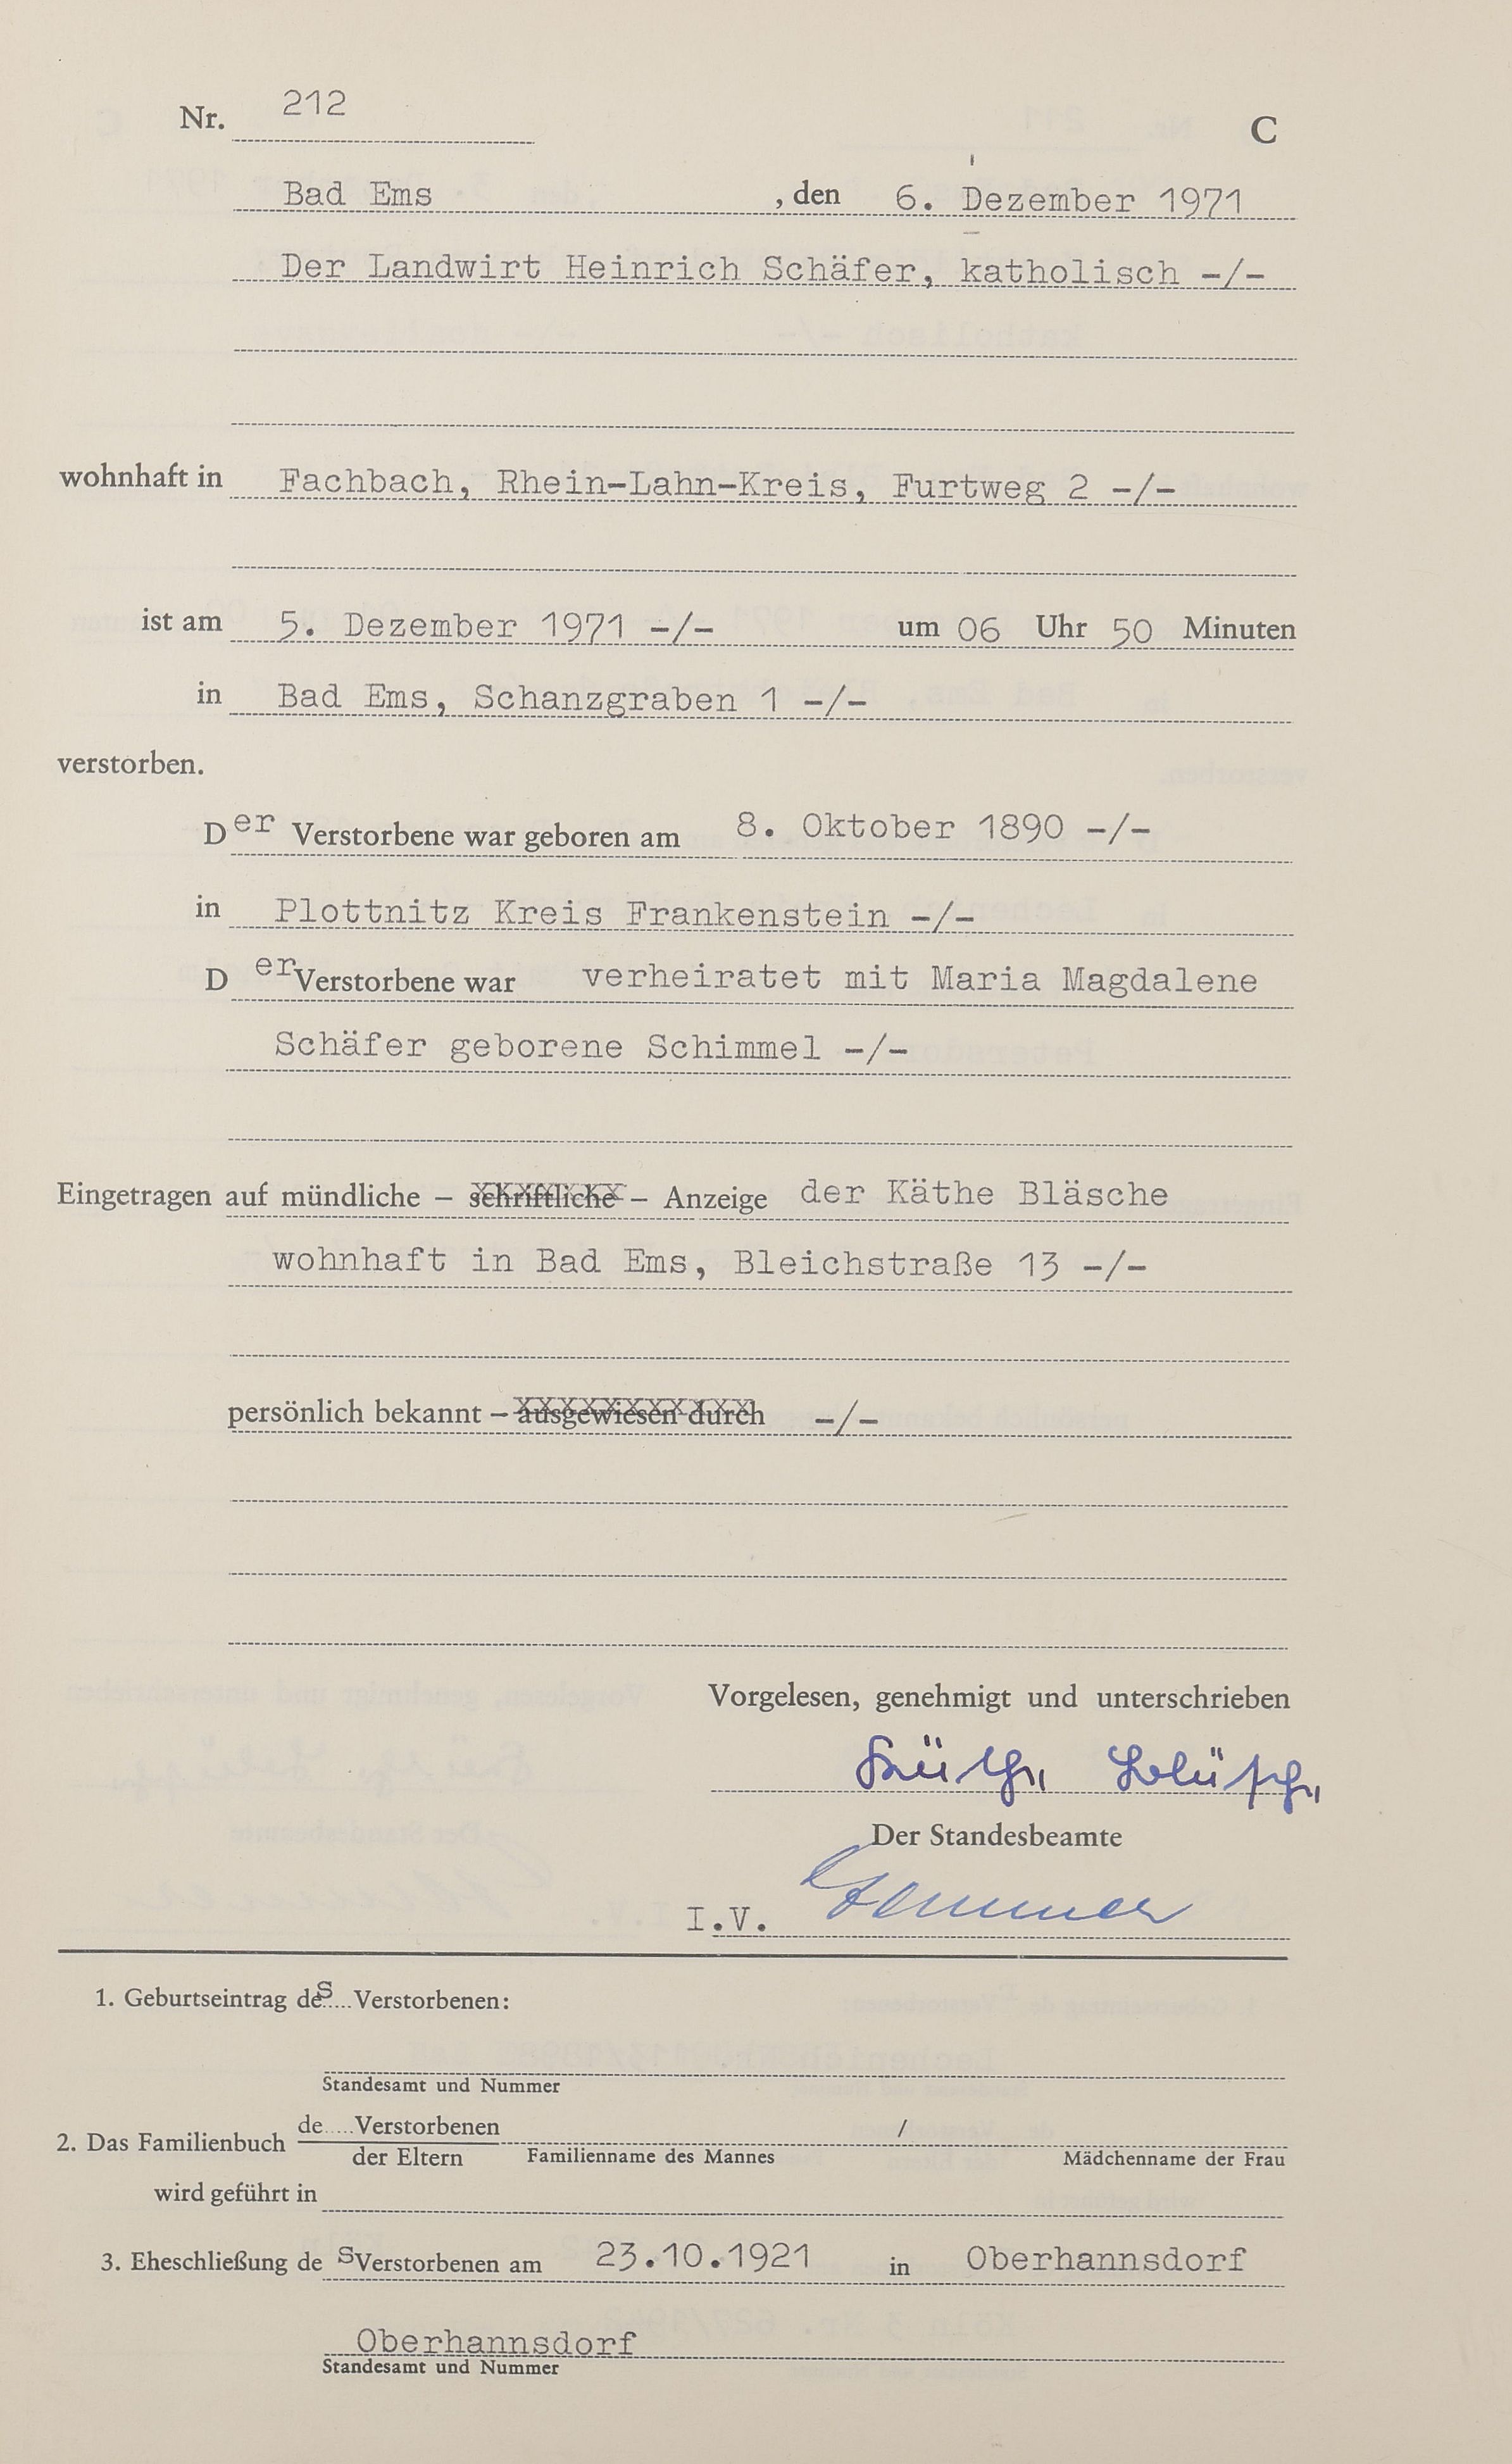 Nr. 212
C
Bad Ems , den 6. Dezember 1971
Der Landwirt Heinrich Schäfer, katholisch -/-
wohnhaft in Fachbach, Rhein-Lahn-Kreis, Furtweg 2 -/-
ist am 5. Dezember 1971 -/- um 06 Uhr 50 Minuten
in Bad Ems, Schanzgraben 1 -/-
verstorben.
Der Verstorbene war geboren am 8. Oktober 1890 -/-
in Plottnitz Kreis Frankenstein -/-
Der Verstorbene war verheiratet mit Maria Magdalene
Schäfer geborene Schimmel -/-
Eingetragen auf mündliche – schriftliche – Anzeige der Käthe Bläsche
wohnhaft in Bad Ems, Bleichstraße 13 -/-
persönlich bekannt – ausgewiesen durch -/-
Vorgelesen, genehmigt und unterschrieben
Käthe Bläsche
Der Standesbeamte
I.V.
1. Geburtseintrag des Verstorbenen:
Standesamt und Nummer
2. Das Familienbuch de.....Verstorbenen /
der Eltern Familienname des Mannes Mädchenname der Frau
wird geführt in
3. Eheschließung des Verstorbenen am 23.10.1921 in Oberhannsdorf
Oberhannsdorf
Standesamt und Nummer